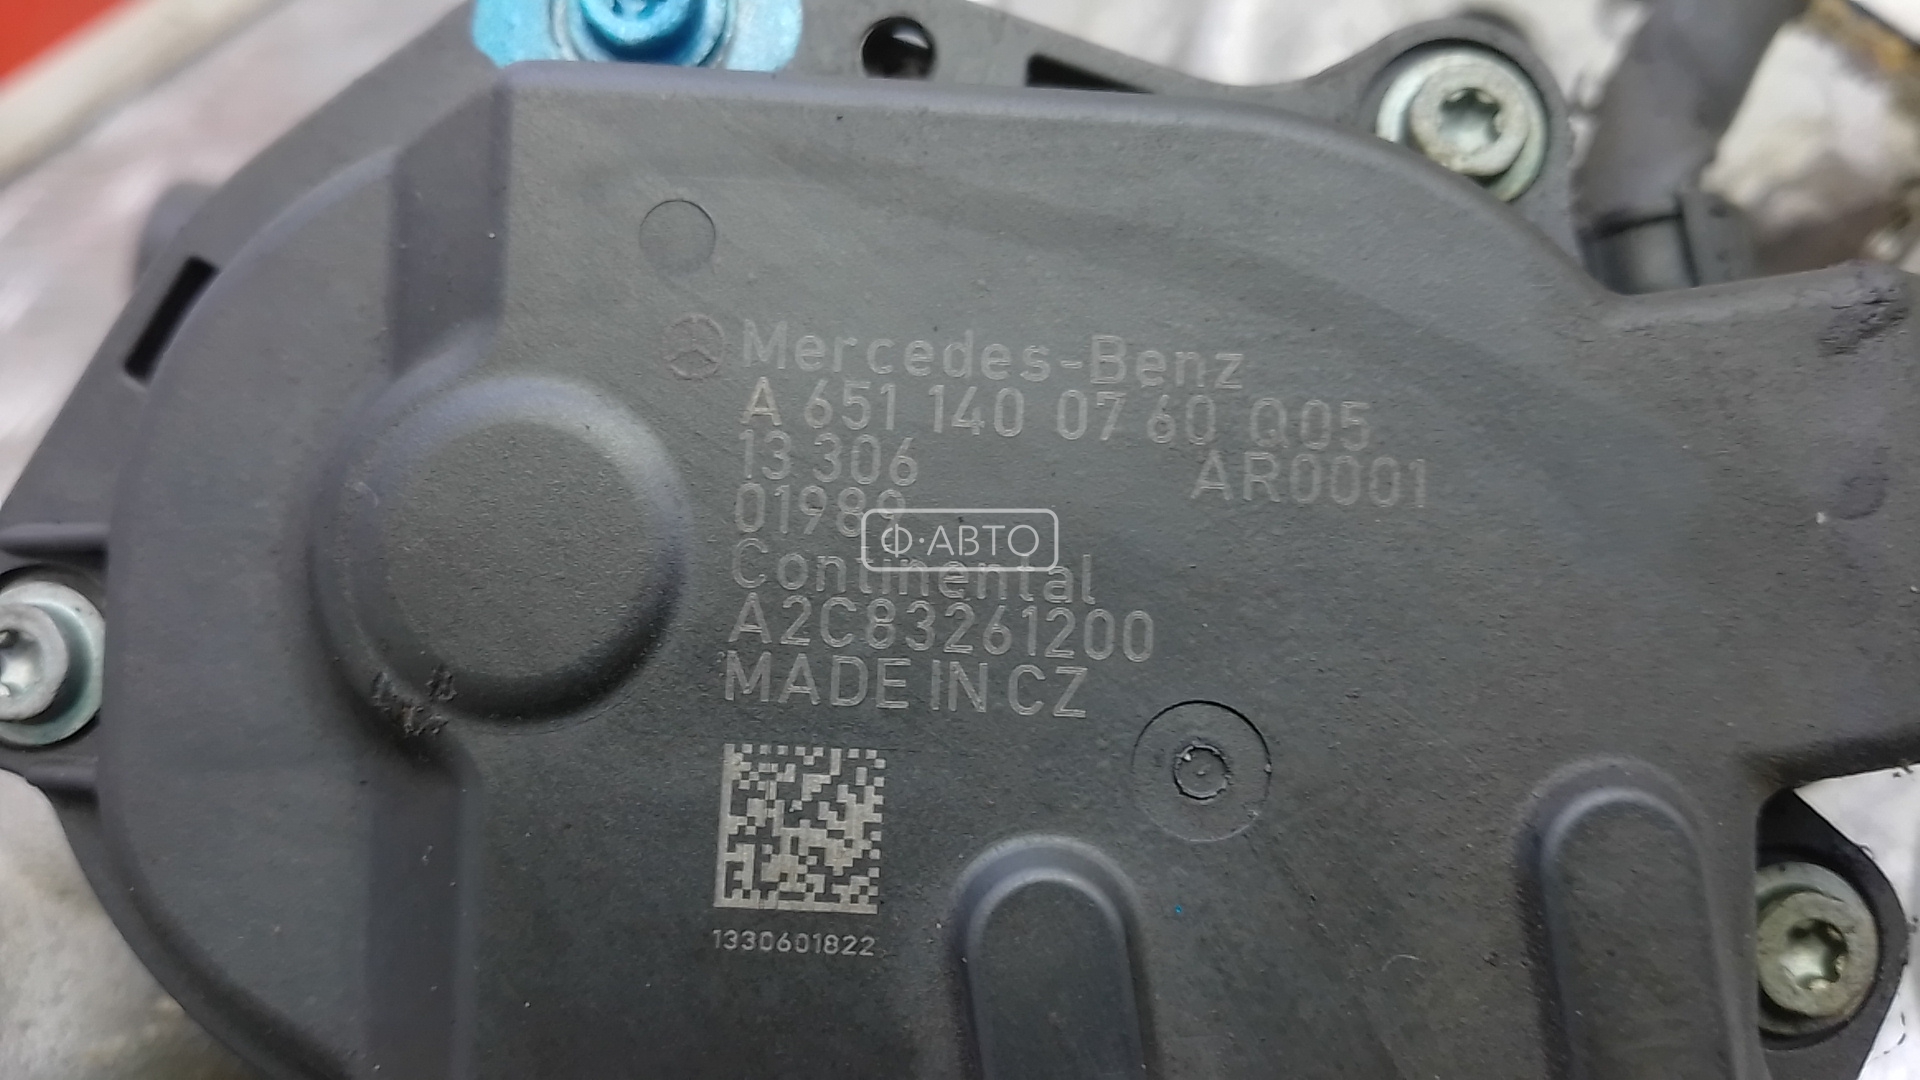 Mercedes-Benz
A 651 140 07 60 Q05
13 306 AR0001
01989
Ф·АВТО
Continental
A2C83261200
MADE IN CZ
1330601822